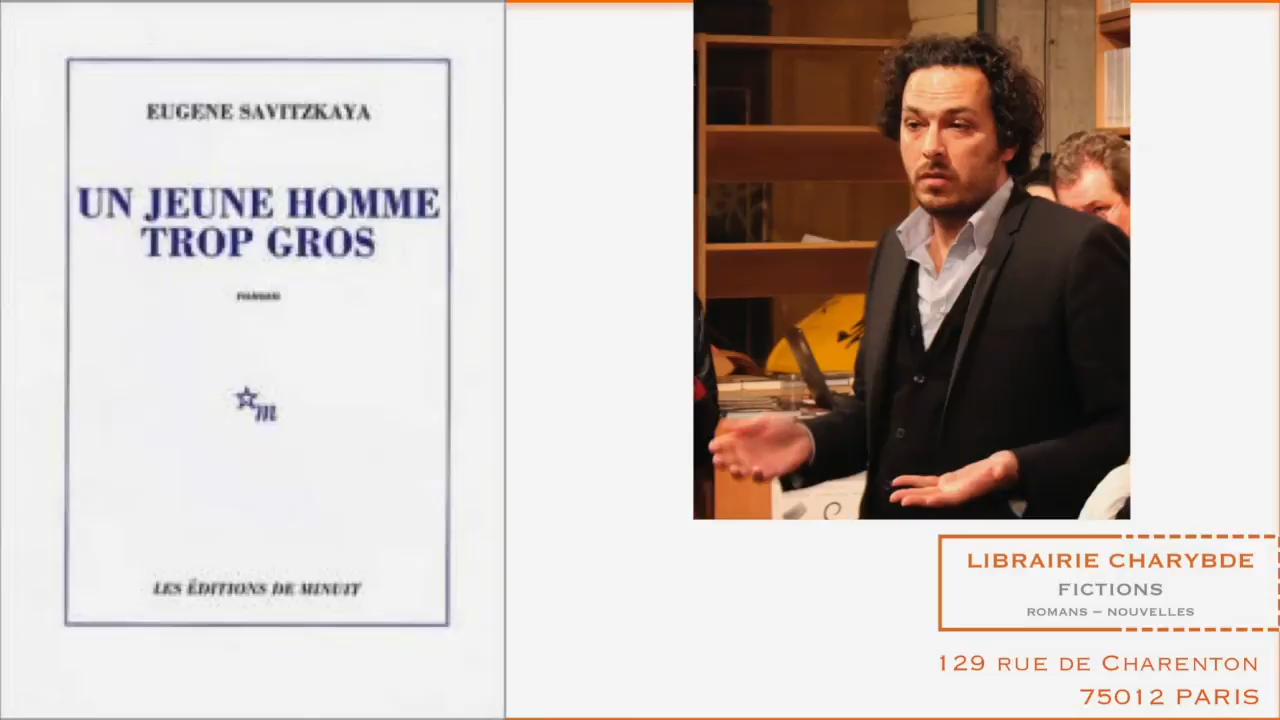 EUGENE SAVITZKAYA
UN JEUNE HOMME
TROP GROS
roman
m
LES ÉDITIONS DE MINUIT
LIBRAIRIE CHARYBDE
FICTIONS
ROMANS – NOUVELLES
129 RUE DE CHARENTON
75012 PARIS